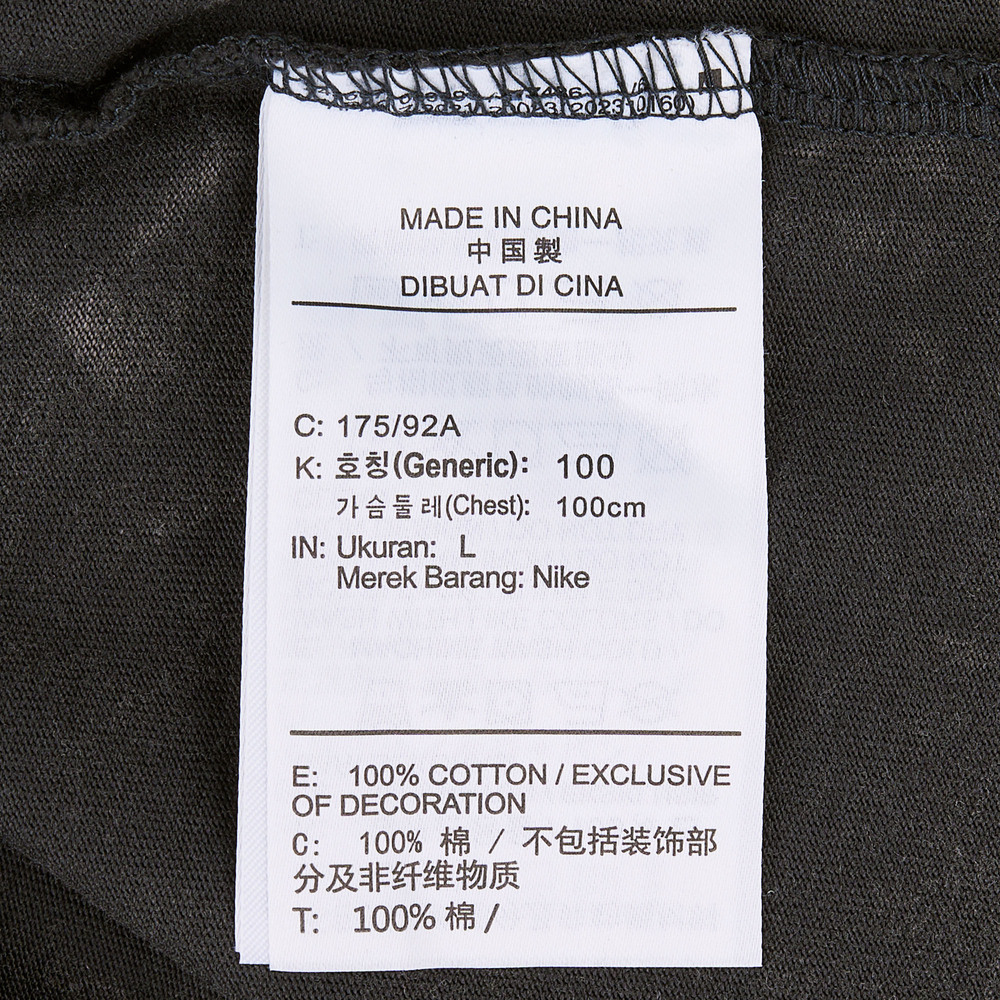 MADE IN CHINA
中国製
DIBUAT DI CINA
C: 175/92A
K: 호칭(Generic): 100
가슴둘레(Chest): 100cm
IN: Ukuran: L
Merek Barang: Nike
E: 100% COTTON / EXCLUSIVE
OF DECORATION
C: 100% 棉 / 不包括装饰部
分及非纤维物质
T: 100% 棉 /